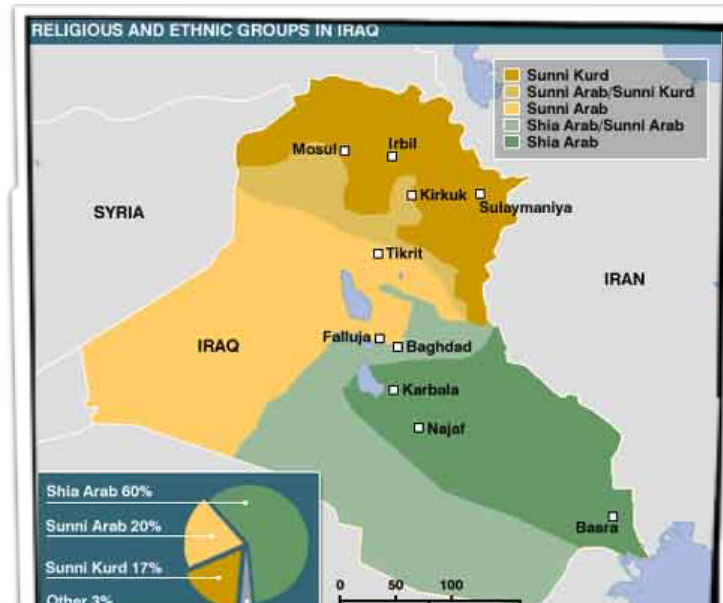 RELIGIOUS AND ETHNIC GROUPS IN IRAQ
Sunni Kurd
Sunni Arab/Sunni Kurd
Sunni Arab
Shia Arab/Sunni Arab
Shia Arab
Mosul
Irbil
Kirkuk
Sulaymaniya
SYRIA
Tikrit
IRAN
IRAQ
Falluja
Baghdad
Karbala
Najaf
Baara
Shia Arab 60%
Sunni Arab 20%
Sunni Kurd 17%
Other 3%
0 50 100